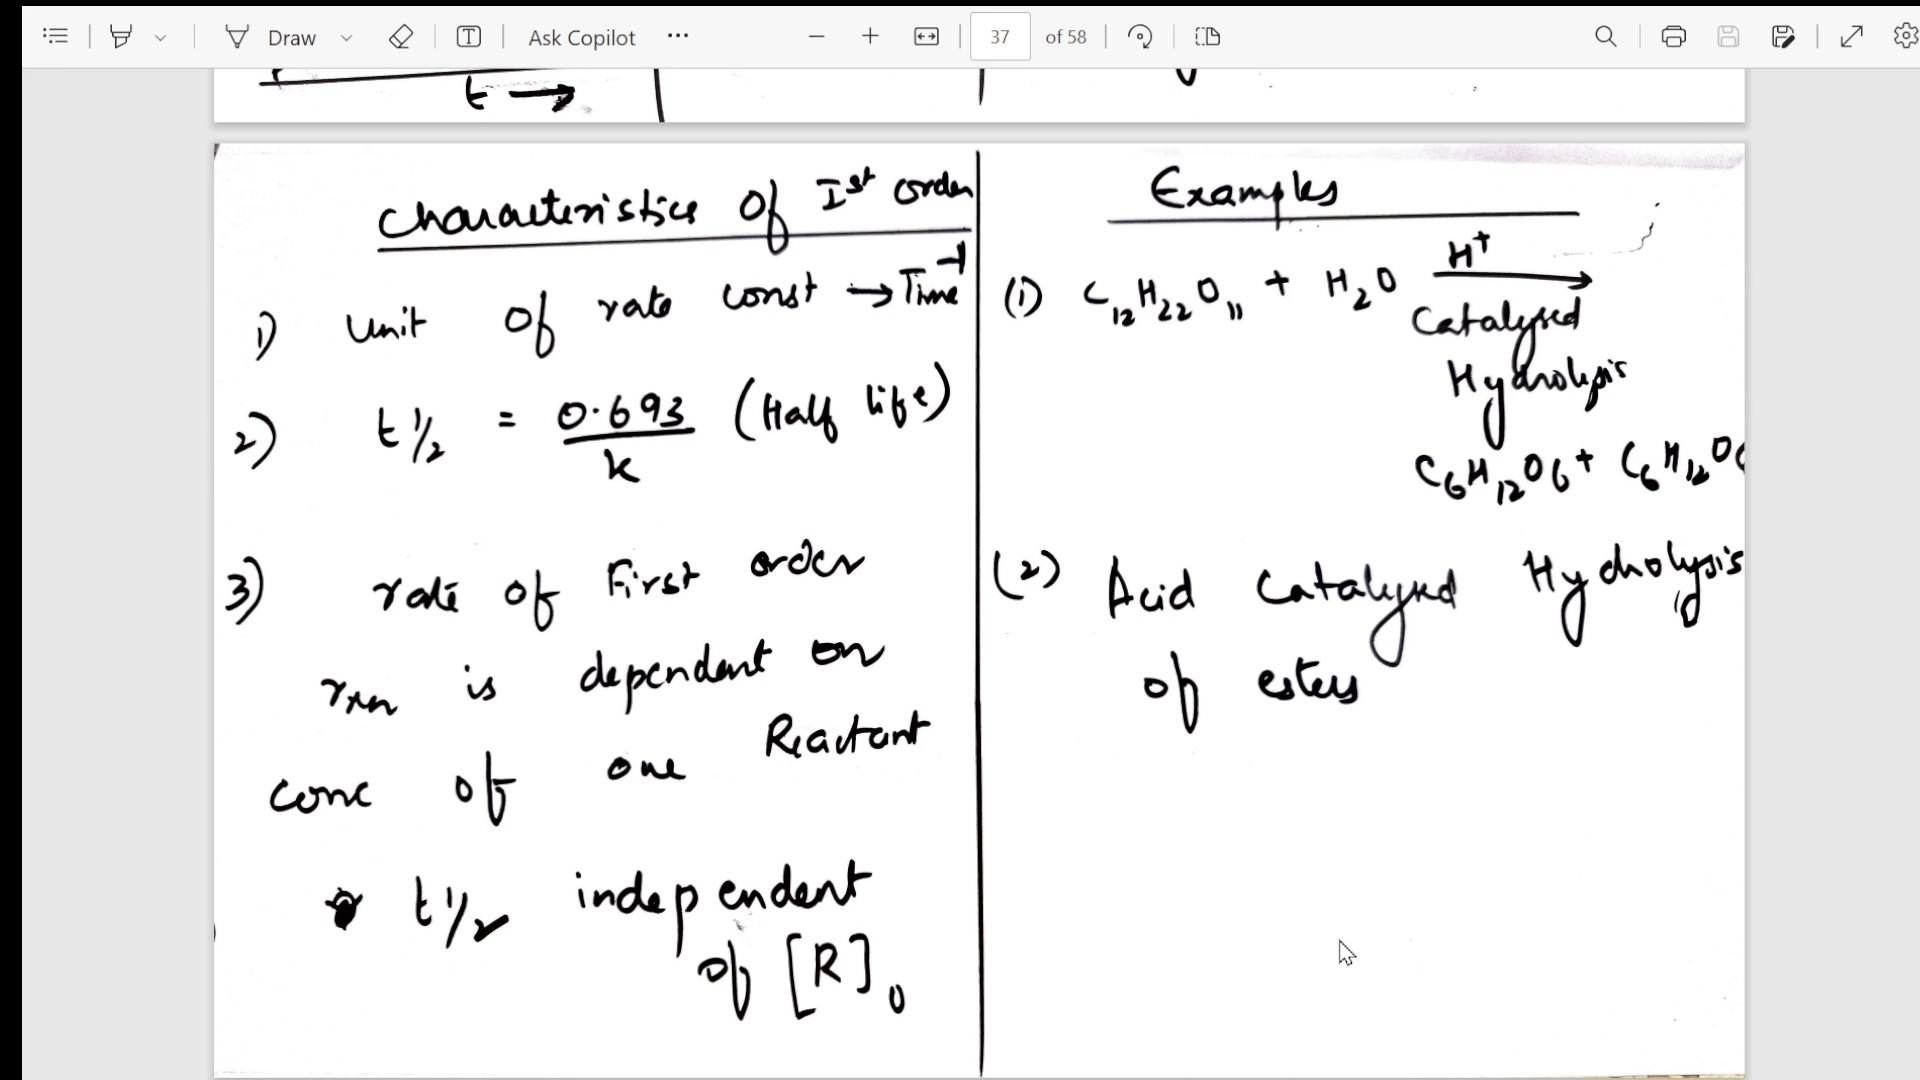 Draw
Ask Copilot
37 of 58
t →
Characteristics of Ist order
1) Unit of rate const → Time⁻¹
2) t1/2 = 0.693/k (Half life)
3) rate of First order
rxn is dependent on
conc of one Reactant
t1/2 independent
of [R]₀
Examples
(1) C₁₂H₂₂O₁₁ + H₂O H⁺ →
Catalysed
Hydrolysis
C₆H₁₂O₆ + C₆H₁₂O₆
(2) Acid Catalysed Hydrolysis
of esters